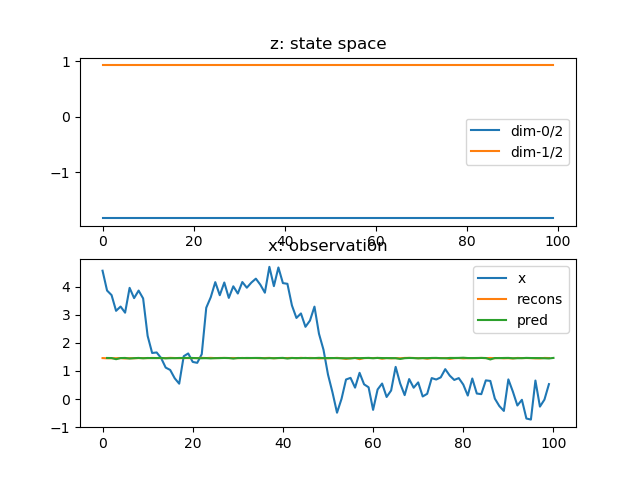 z: state space
1
0
−1
dim-0/2
dim-1/2
0 20 40 60 80 100
x: observation
4
3
2
1
0
−1
x
recons
pred
0 20 40 60 80 100